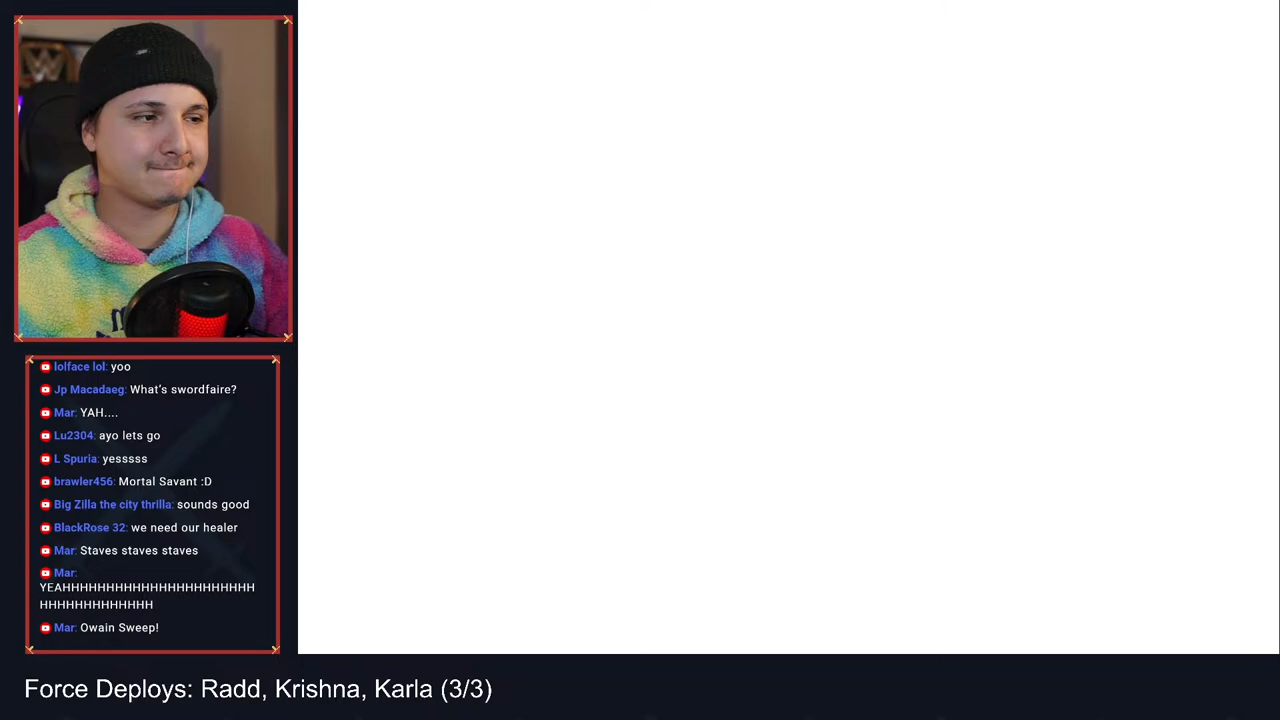 lolface lol: yoo
Jp Macadaeg: What's swordfaire?
Mar: YAH....
Lu2304: ayo lets go
L Spuria: yesssss
brawler456: Mortal Savant :D
Big Zilla the city thrilla: sounds good
BlackRose 32: we need our healer
Mar: Staves staves staves
Mar:
YEAHHHHHHHHHHHHHHHHHHHHHH
HHHHHHHHHHHHH
Mar: Owain Sweep!
Force Deploys: Radd, Krishna, Karla (3/3)